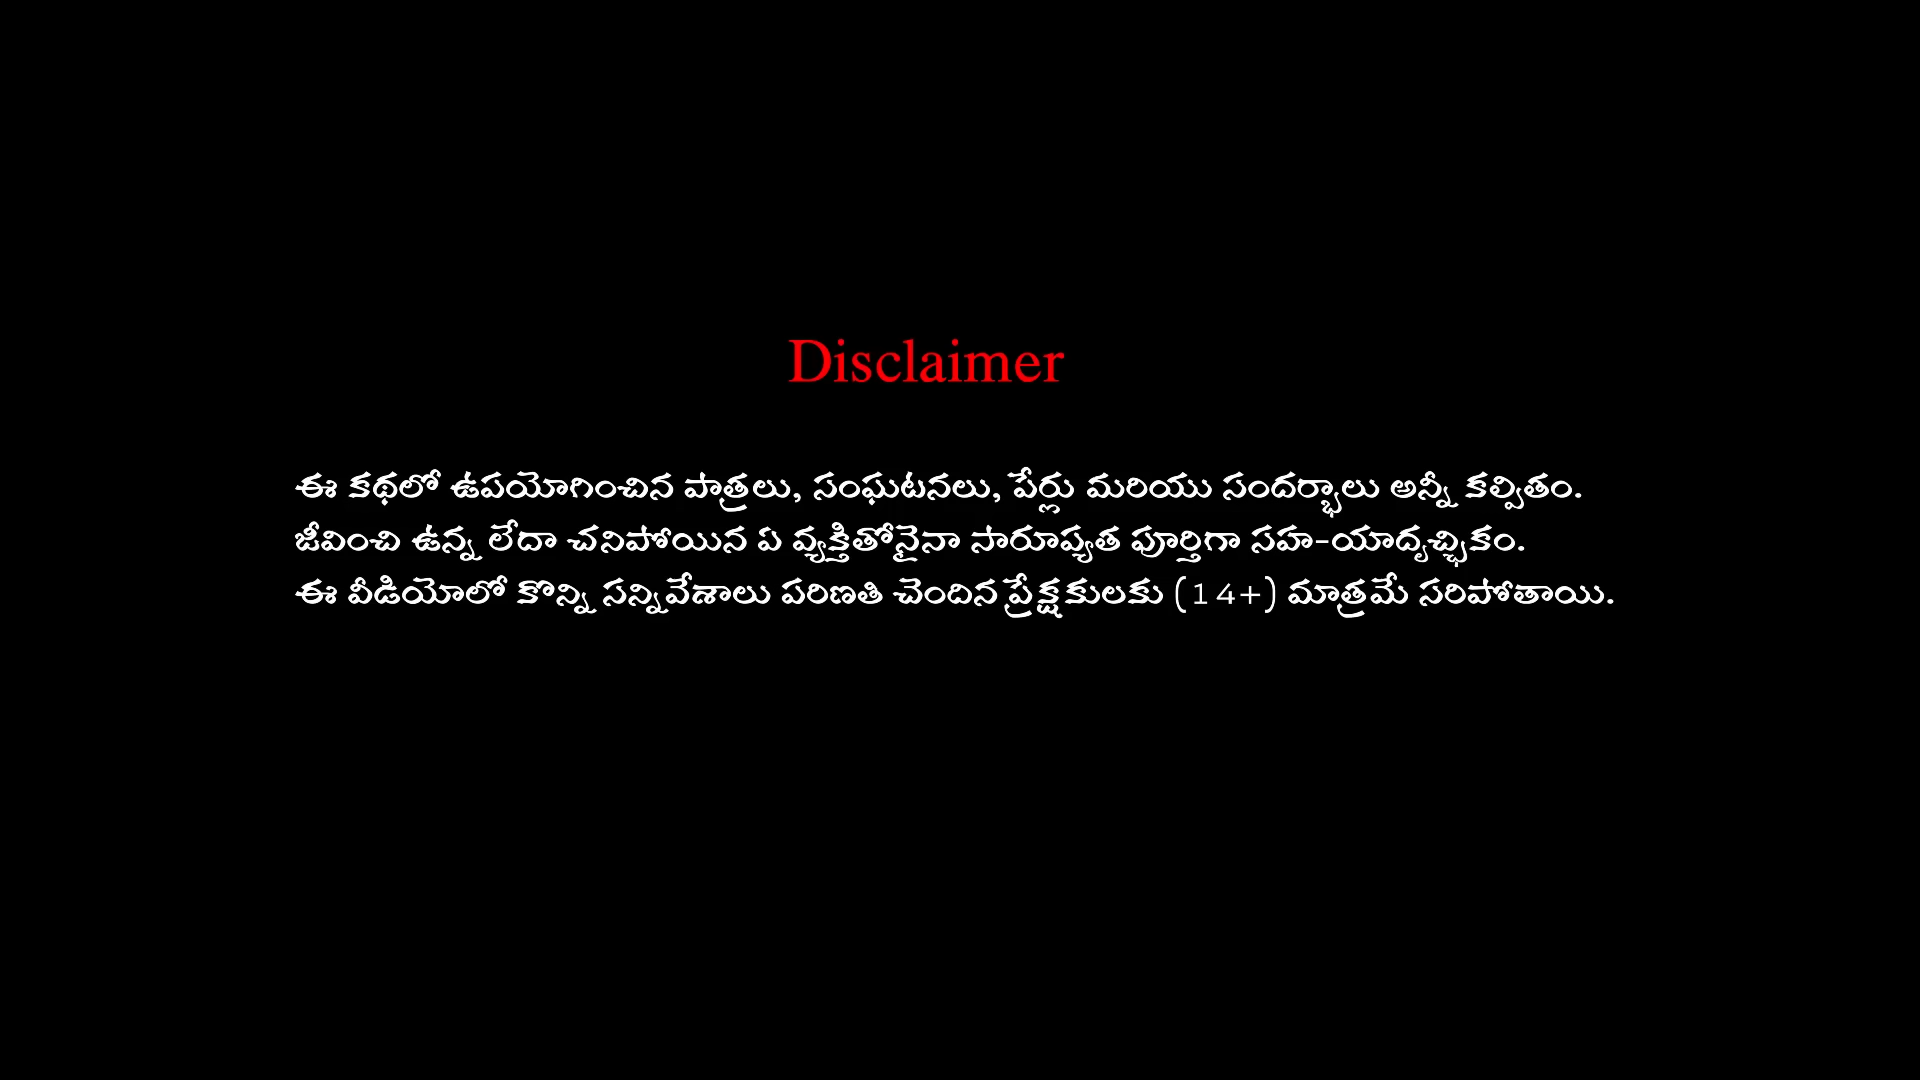 Disclaimer
ఈ కథలో ఉపయోగించిన పాత్రలు, సంఘటనలు, పేర్లు మరియు సందర్భాలు అన్నీ కల్పితం.
జీవించి ఉన్న లేదా చనిపోయిన ఏ వ్యక్తితోనైనా సారూప్యత పూర్తిగా సహ-యాదృచ్ఛికం.
ఈ వీడియోలో కొన్ని సన్నివేశాలు పరిణతి చెందిన ప్రేక్షకులకు (14+) మాత్రమే సరిపోతాయి.